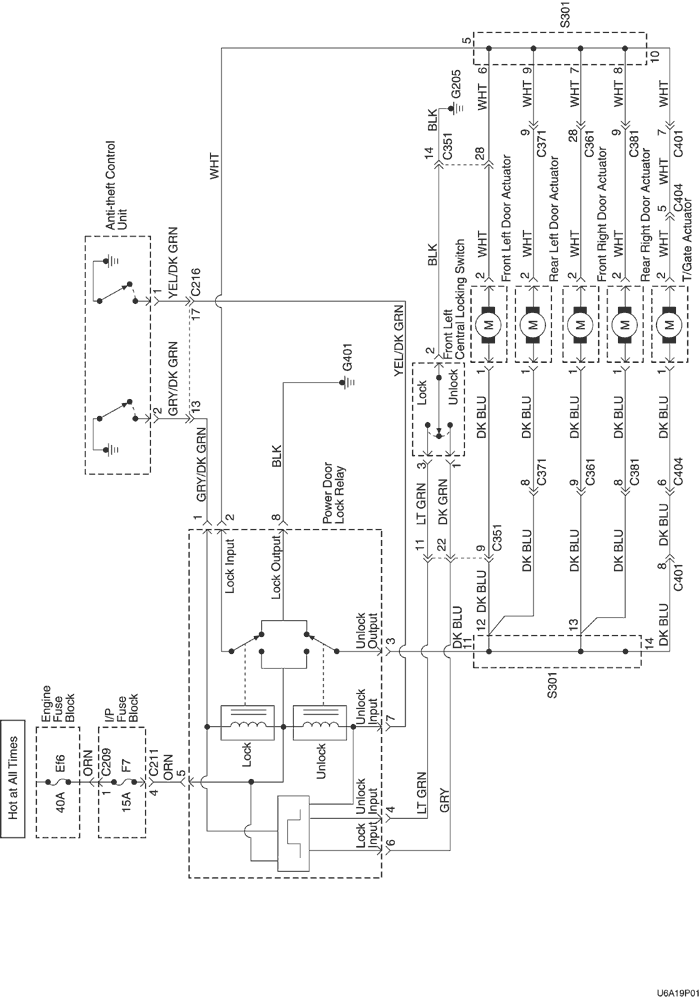 Hot at All Times
Engine
Fuse
Block
Ef6
40A
ORN
1
C209
I/P
Fuse
Block
F7
15A
4
C211
ORN
5
Anti-theft Control
Unit
1
YEL/DK GRN
17
C216
2
GRY/DK GRN
13
GRY/DK GRN
WHT
YEL/DK GRN
BLK
G401
Power Door
Lock Relay
1
2
8
Lock Input
Lock Output
Unlock
Output
3
Lock
Unlock
Unlock
Input
7
Unlock
Input
4
Lock
Input
6
LT GRN
GRY
DK BLU
Front Left
Central Locking Switch
Lock
Unlock
2
3
1
LT GRN
DK GRN
11
22
9
C351
BLK
14
C351
28
BLK
G205
S301
5
6
9
7
8
10
WHT
WHT
WHT
WHT
WHT
9
C371
28
C361
9
C381
7
C401
WHT
5
C404
WHT
WHT
WHT
WHT
WHT
2
2
2
2
2
Front Left Door Actuator
Rear Left Door Actuator
Front Right Door Actuator
Rear Right Door Actuator
T/Gate Actuator
M
M
M
M
M
1
1
1
1
1
DK BLU
DK BLU
DK BLU
DK BLU
DK BLU
8
C371
9
C361
8
C381
6
C404
DK BLU
DK BLU
DK BLU
DK BLU
DK BLU
8
C401
DK BLU
11
12
13
14
S301
U6A19P01